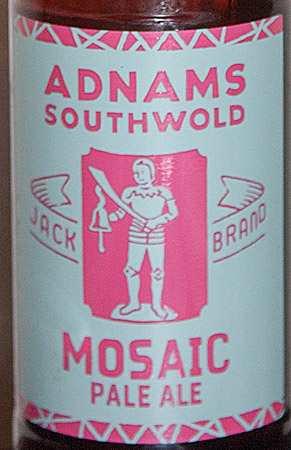 ADNAMS
SOUTHWOLD
JACK BRAND
MOSAIC
PALE ALE